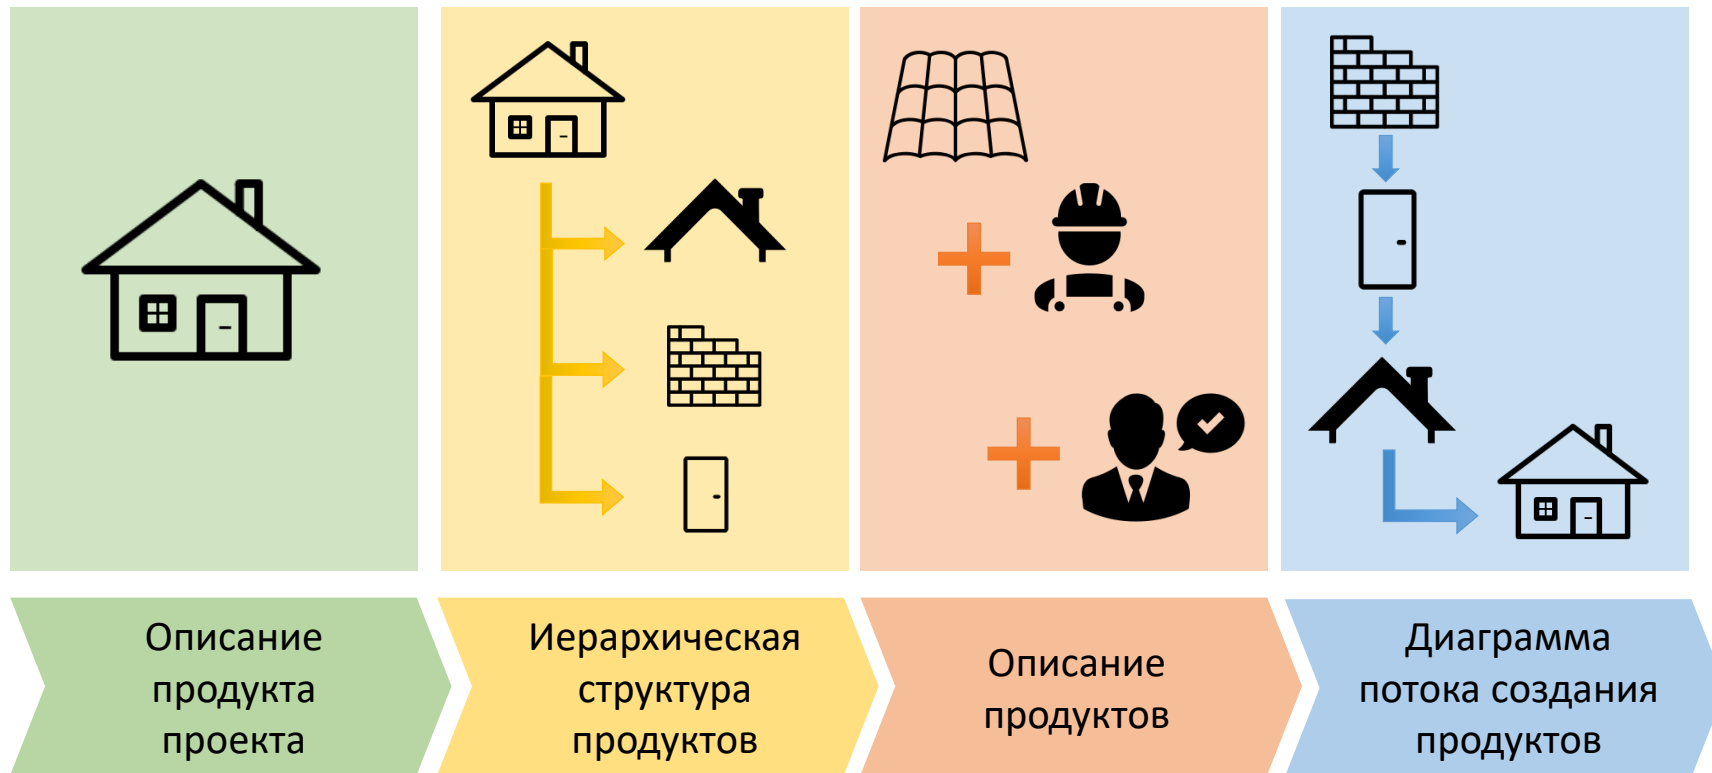 Описание
продукта
проекта
Иерархическая
структура
продуктов
Описание
продуктов
Диаграмма
потока создания
продуктов